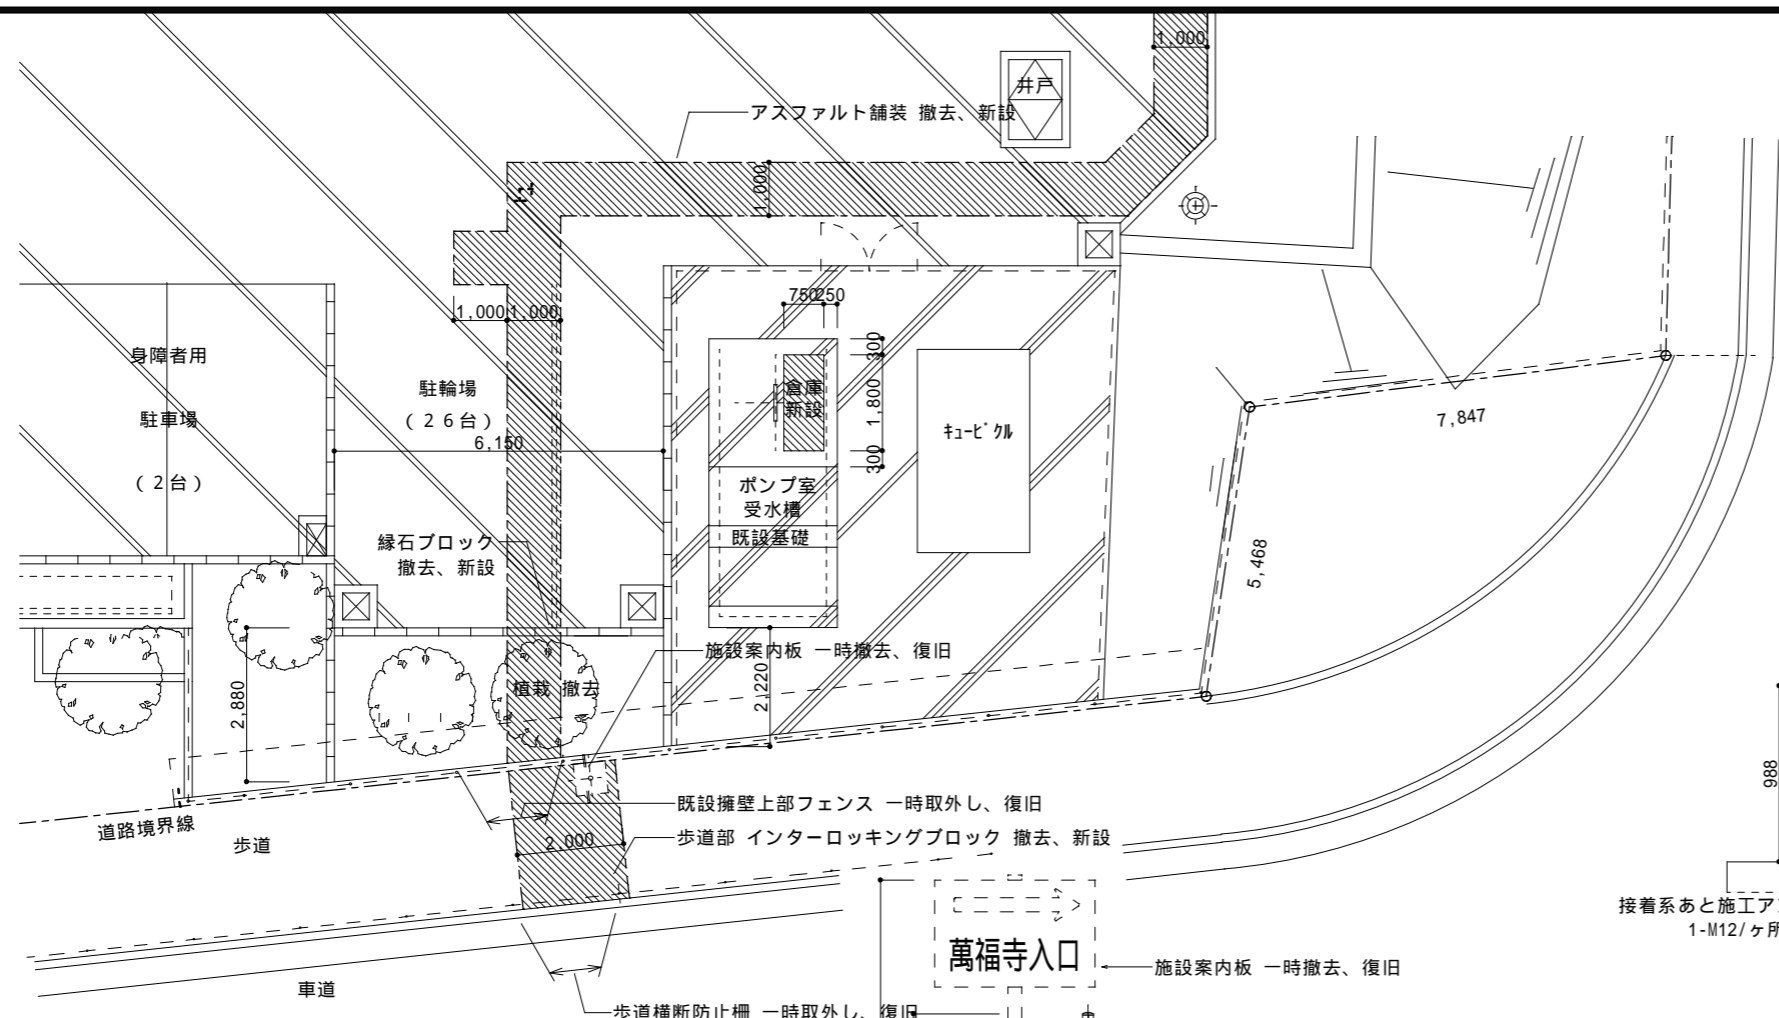 1,000
井戸
アスファルト舗装 撤去、新設
1,000
750
250
1,000
1,000
300
1,800
300
身障者用
駐車場
(2台)
駐輪場
(26台)
6,150
倉庫
新設
キュービクル
7,847
ポンプ室
受水槽
既設基礎
縁石ブロック
撤去、新設
5,468
施設案内板 一時撤去、復旧
植栽 撤去
2,880
2,220
988
既設擁壁上部フェンス 一時取外し、復旧
道路境界線
歩道
2,000
歩道部 インターロッキングブロック 撤去、新設
接着系あと施工ア
1-M12/ヶ所
萬福寺入口
施設案内板 一時撤去、復旧
車道
歩道横断防止柵 一時取外し、復旧